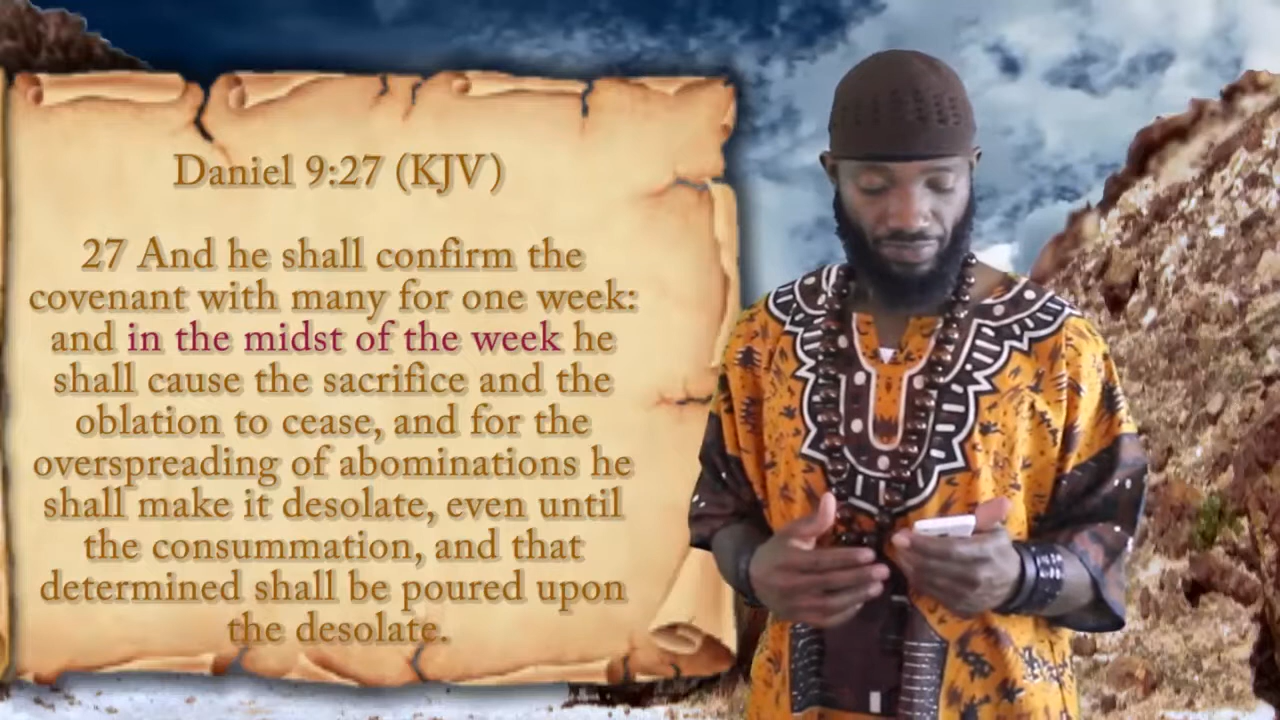 Daniel 9:27 (KJV)
27 And he shall confirm the
covenant with many for one week:
and in the midst of the week he
shall cause the sacrifice and the
oblation to cease, and for the
overspreading of abominations he
shall make it desolate, even until
the consummation, and that
determined shall be poured upon
the desolate.